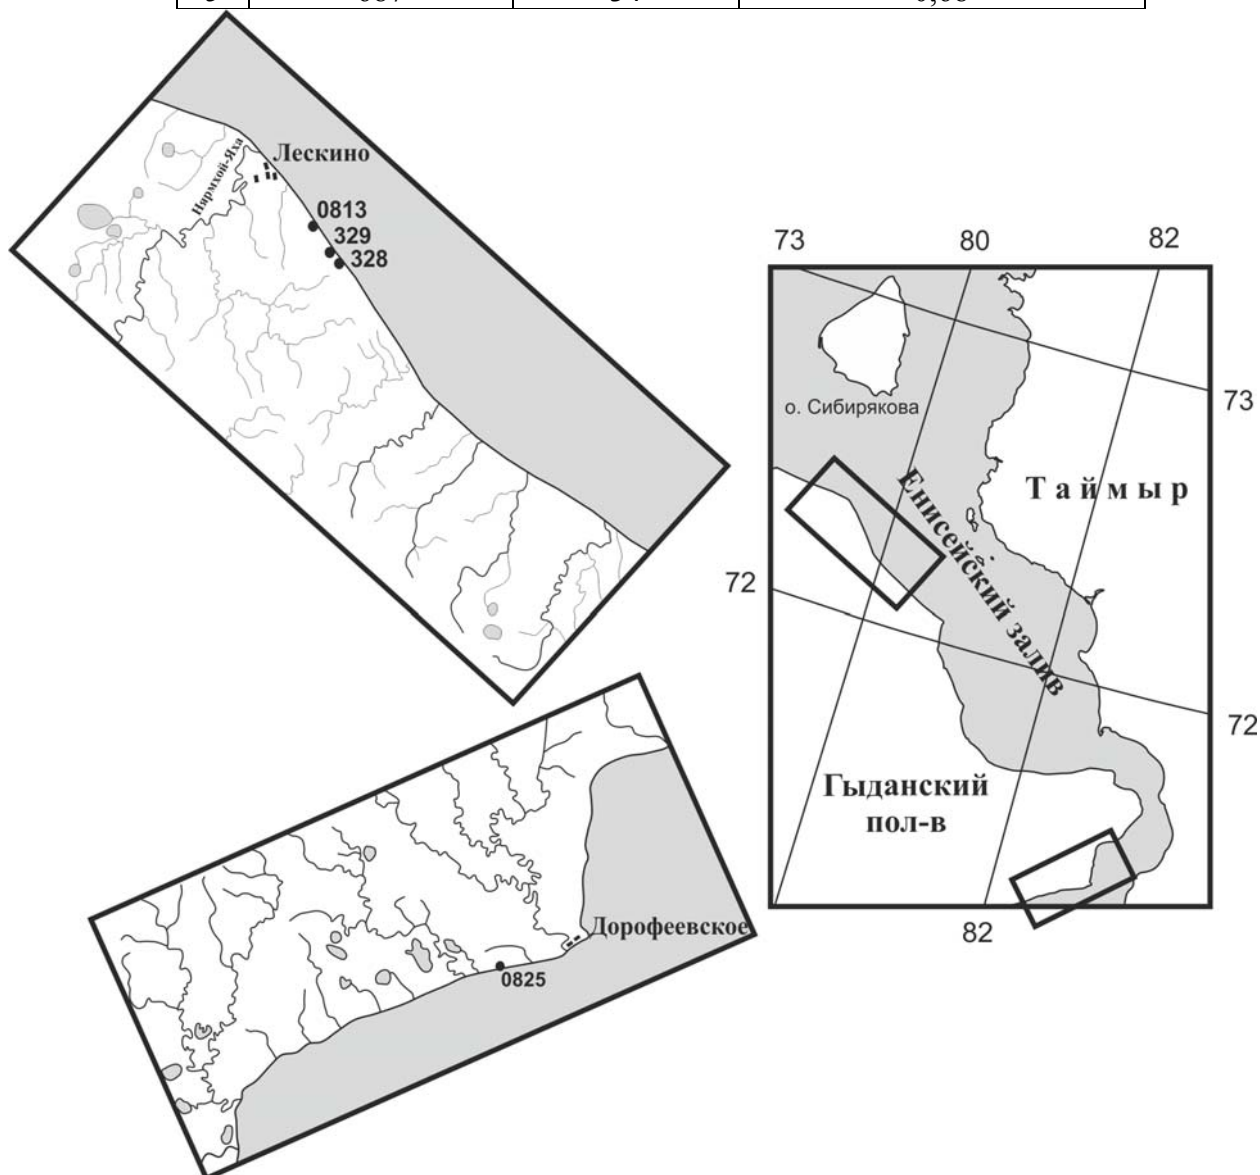 Лескино
Нярмхой-Яха
0813
329
328
73
80
82
о. Сибирякова
73
Таймыр
Енисейский залив
72
72
Гыданский
пол-в
82
Дорофеевское
0825